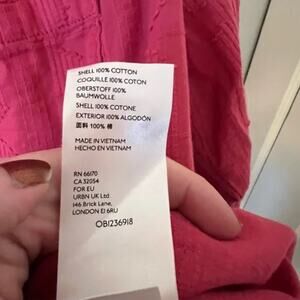 SHELL 100% COTTON
COQUILLE 100% COTON
OBERSTOFF 100%
BAUMWOLLE
SHELL 100% COTONE
EXTERIOR 100% ALGODÓN
面料 100% 棉
MADE IN VIETNAM
HECHO EN VIETNAM
RN 66170
CA 32054
FOR EU
URBN UK Ltd
146 Brick Lane,
LONDON E1 6RU
OB1236918